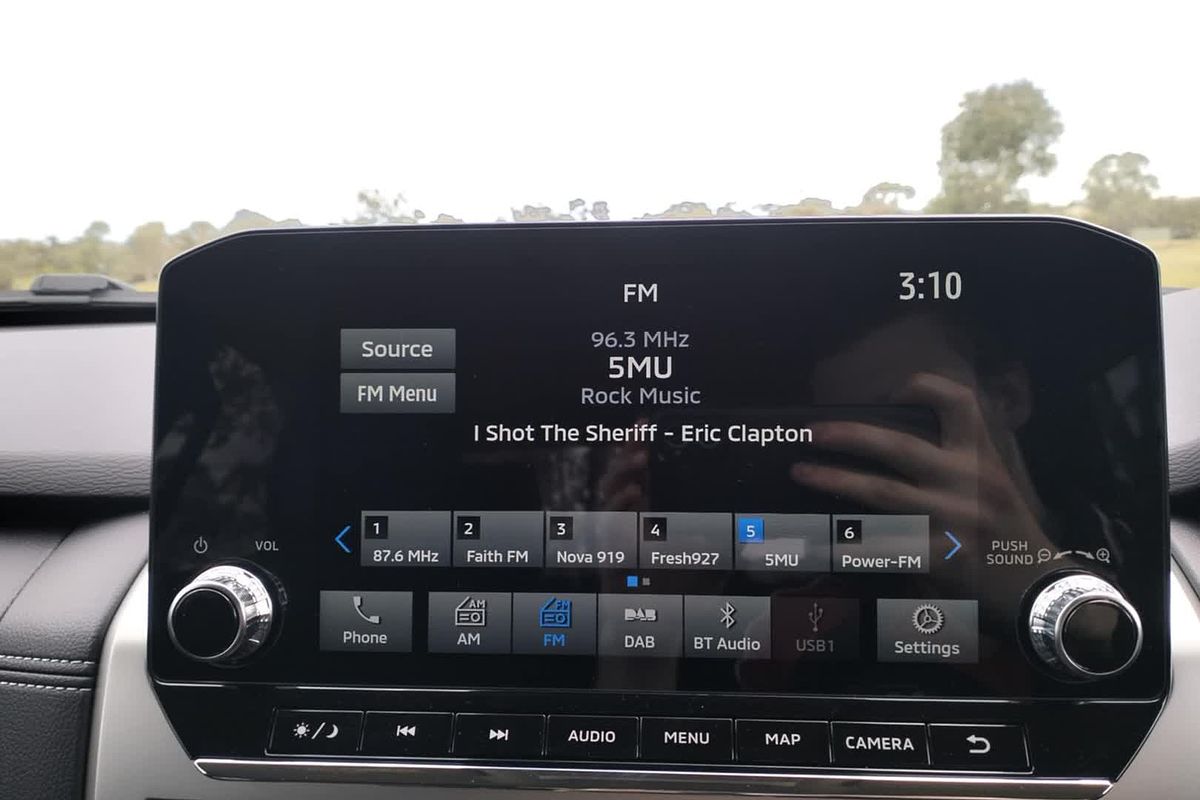 FM
3:10
96.3 MHz
5MU
Rock Music
Source
FM Menu
I Shot The Sheriff - Eric Clapton
1
87.6 MHz
2
Faith FM
3
Nova 919
4
Fresh927
5
5MU
6
Power-FM
VOL
PUSH
SOUND
Phone
AM
AM
FM
FM
DAB
DAB
BT Audio
USB1
Settings
AUDIO
MENU
MAP
CAMERA